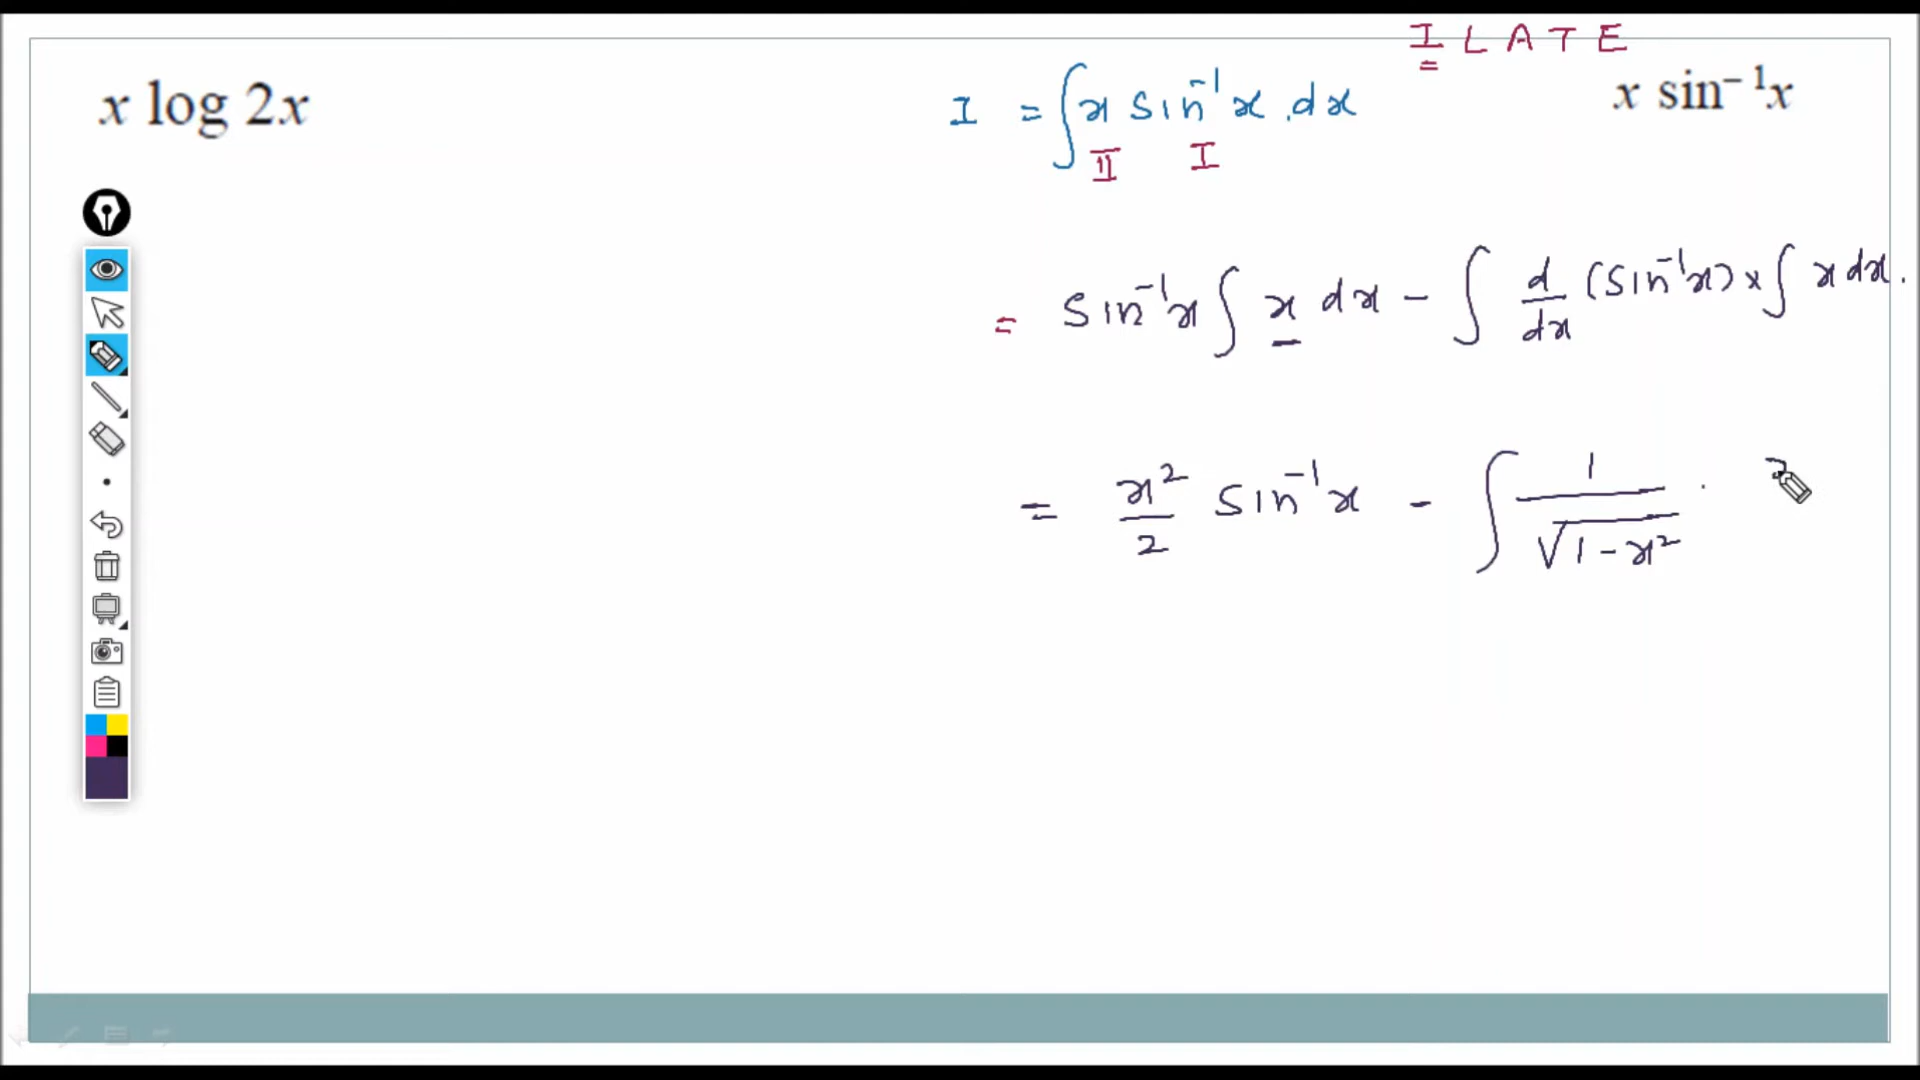 x log 2x
I L A T E
x sin⁻¹x
I = ∫ x sin⁻¹x . dx
II I
= sin⁻¹x ∫ x dx − ∫ d/dx (sin⁻¹x) × ∫ x dx.
= x²/2 sin⁻¹x − ∫ 1/√1−x² .